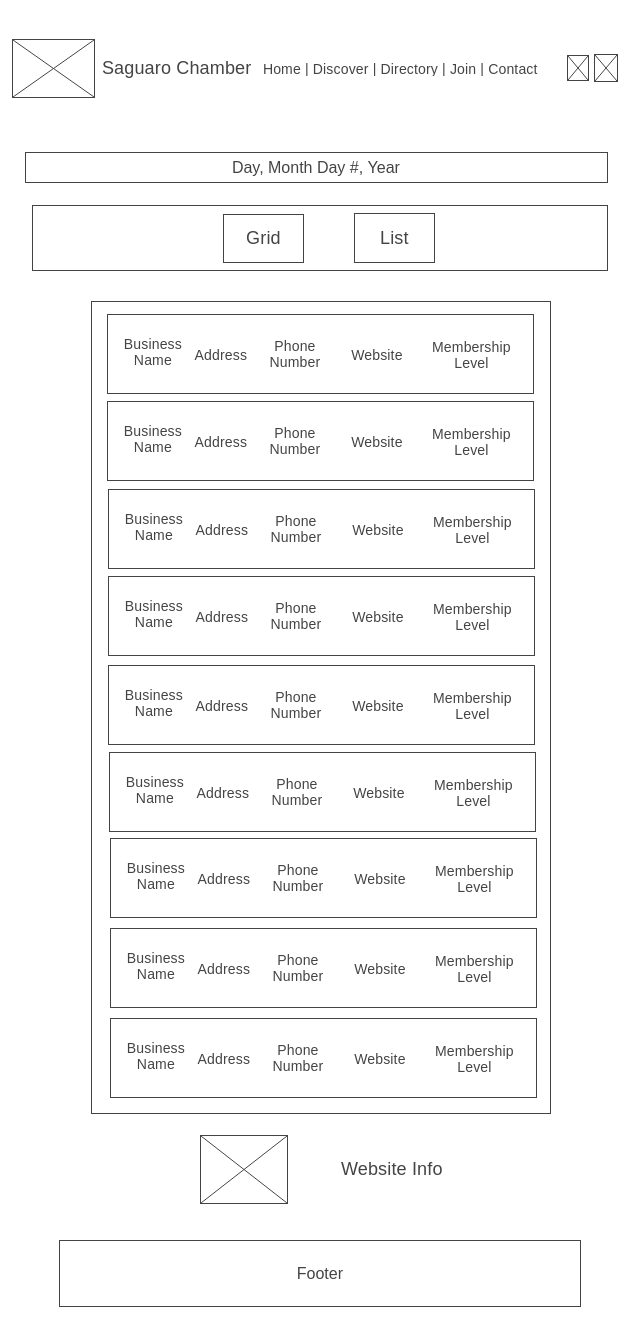 Saguaro Chamber Home | Discover | Directory | Join | Contact
Day, Month Day #, Year
Grid List
Business Name Address Phone Number Website Membership Level
Business Name Address Phone Number Website Membership Level
Business Name Address Phone Number Website Membership Level
Business Name Address Phone Number Website Membership Level
Business Name Address Phone Number Website Membership Level
Business Name Address Phone Number Website Membership Level
Business Name Address Phone Number Website Membership Level
Business Name Address Phone Number Website Membership Level
Business Name Address Phone Number Website Membership Level
Website Info
Footer